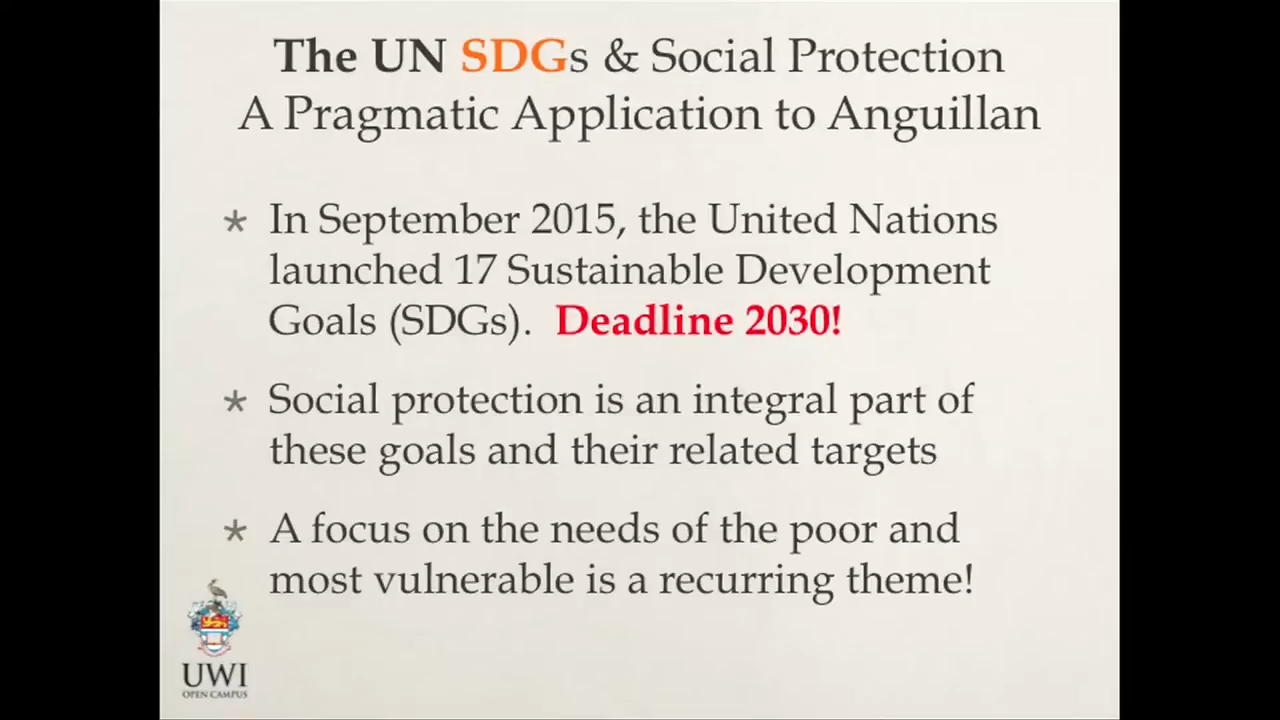 The UN SDGs & Social Protection
A Pragmatic Application to Anguillan
* In September 2015, the United Nations
launched 17 Sustainable Development
Goals (SDGs). Deadline 2030!
* Social protection is an integral part of
these goals and their related targets
* A focus on the needs of the poor and
most vulnerable is a recurring theme!
UWI
OPEN CAMPUS